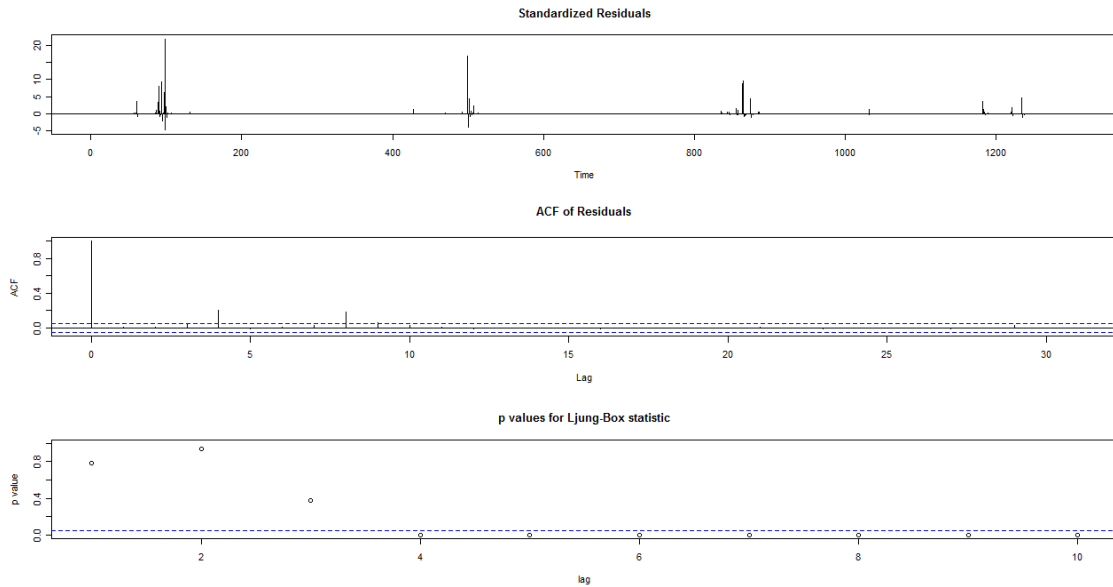 Standardized Residuals
-5 0 5 10 20
0 200 400 600 800 1000 1200
Time
ACF of Residuals
ACF
0.0 0.4 0.8
0 5 10 15 20 25 30
Lag
p values for Ljung-Box statistic
p value
0.0 0.4 0.8
2 4 6 8 10
lag